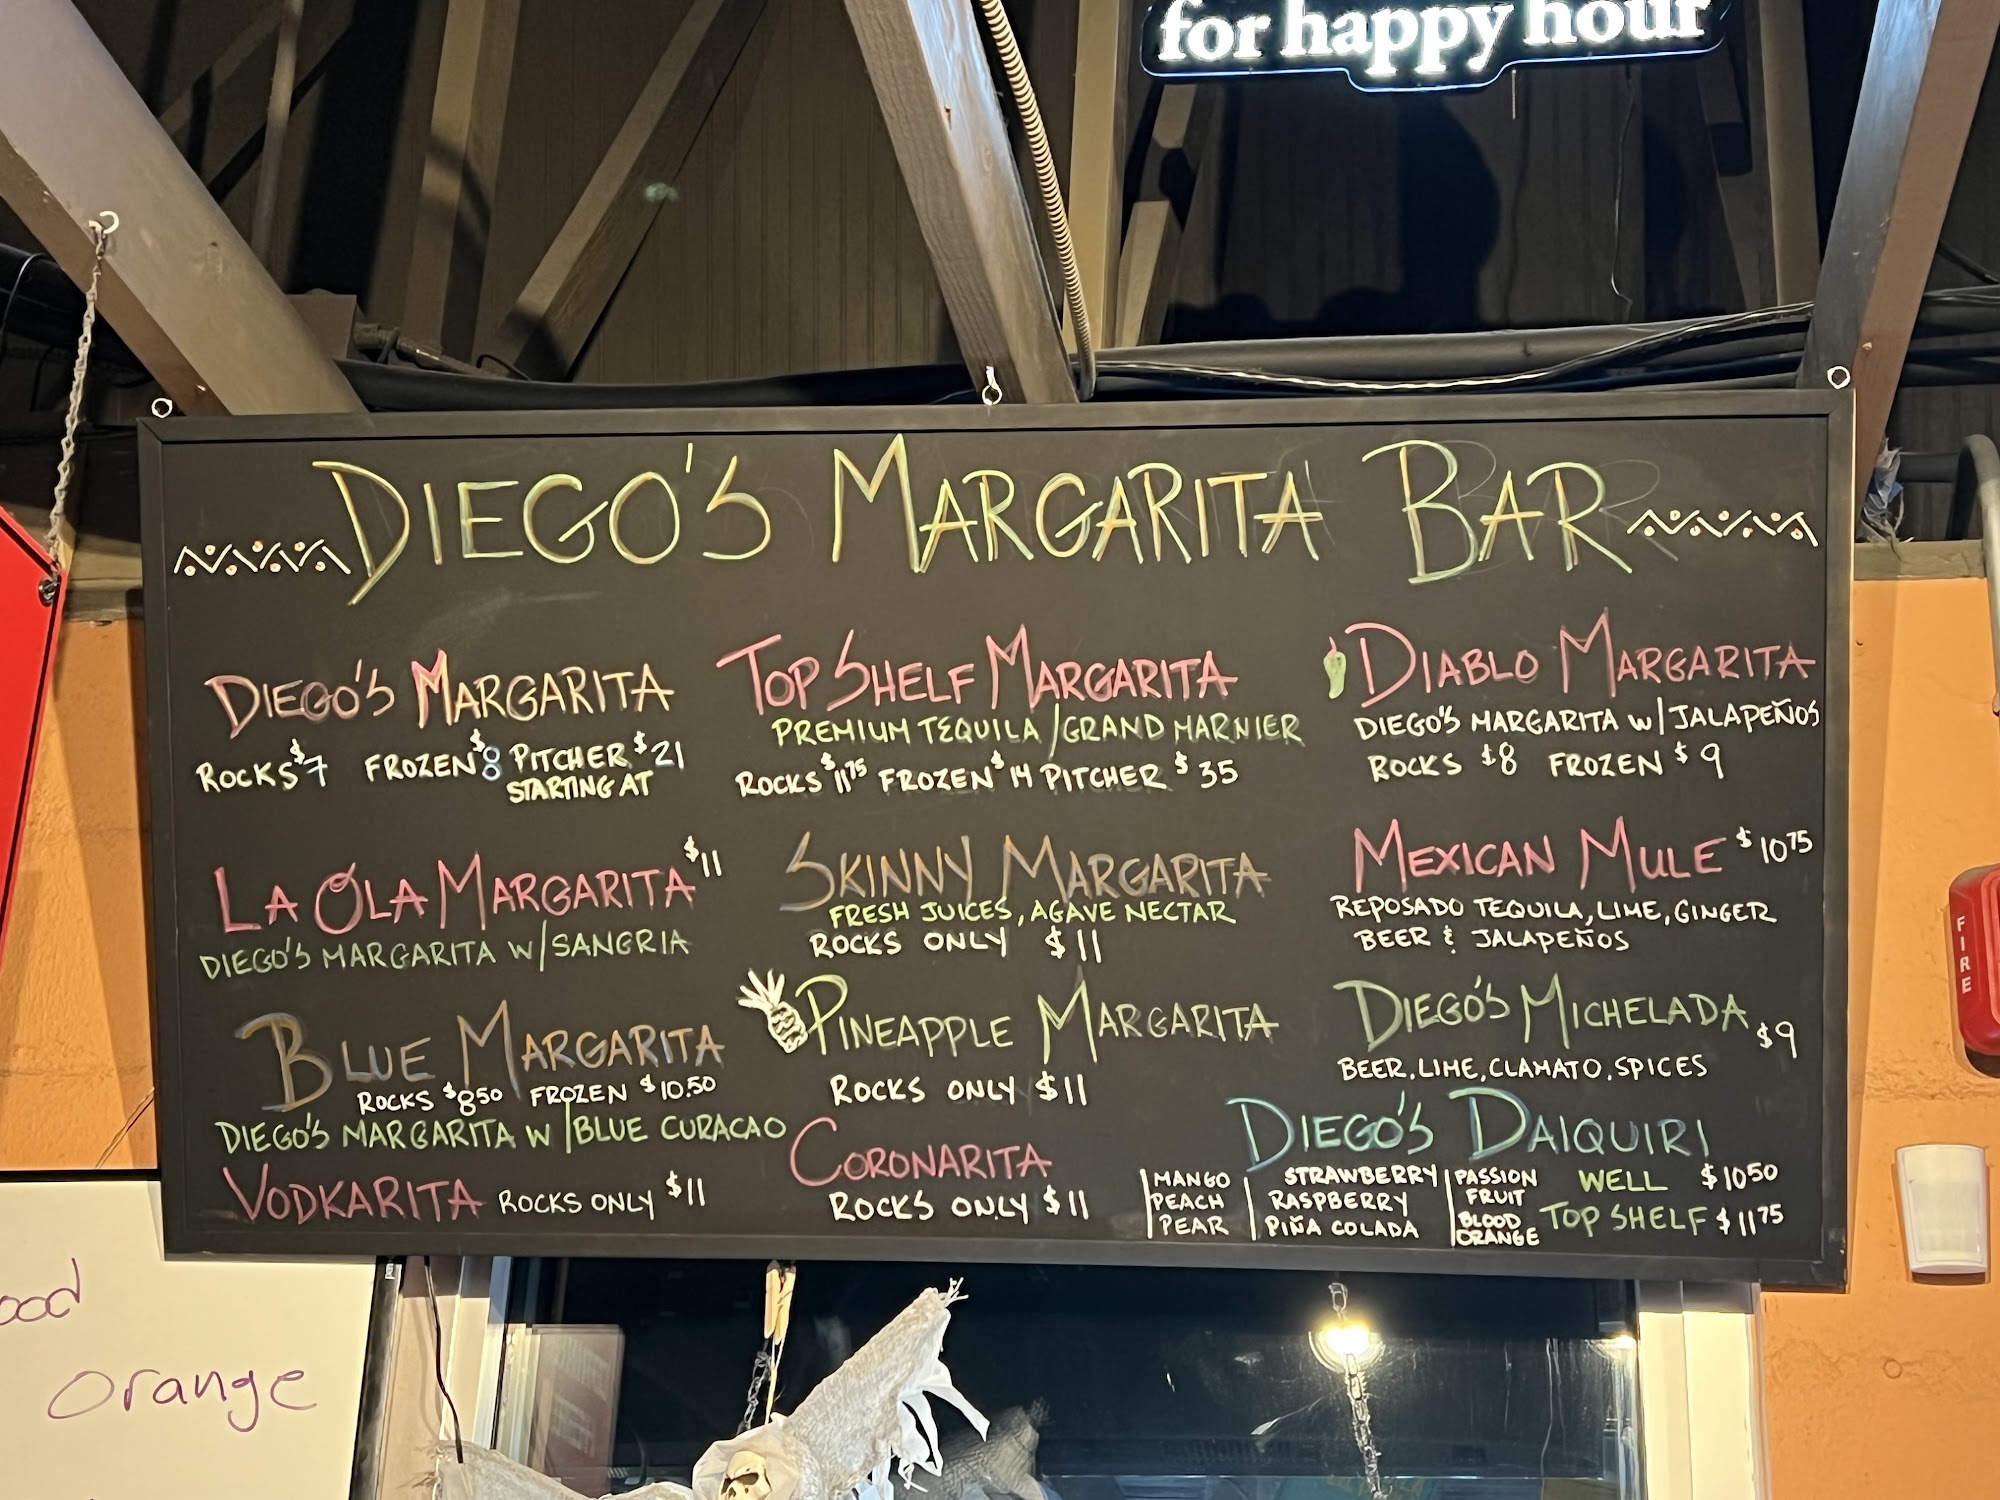 for happy hour
DIEGO'S MARGARITA BAR
DIEGO'S MARGARITA
ROCKS $7 FROZEN $8 PITCHER $21
STARTING AT
TOP SHELF MARGARITA
PREMIUM TEQUILA/GRAND MARNIER
ROCKS $11.75 FROZEN $14 PITCHER $35
DIABLO MARGARITA
DIEGO'S MARGARITA W/JALAPEÑOS
ROCKS $8 FROZEN $9
LA OLA MARGARITA $11
DIEGO'S MARGARITA W/SANGRIA
SKINNY MARGARITA
FRESH JUICES, AGAVE NECTAR
ROCKS ONLY $11
MEXICAN MULE $10 75
REPOSADO TEQUILA, LIME, GINGER
BEER & JALAPEÑOS
BLUE MARGARITA
ROCKS $8 50 FROZEN $10.50
DIEGO'S MARGARITA W/BLUE CURACAO
PINEAPPLE MARGARITA
ROCKS ONLY $11
DIEGO'S MICHELADA $9
BEER, LIME, CLAMATO, SPICES
VODKARITA ROCKS ONLY $11
CORONARITA
ROCKS ONLY $11
DIEGO'S DAIQUIRI
MANGO
PEACH
PEAR
STRAWBERRY
RASPBERRY
PIÑA COLADA
PASSION
FRUIT
BLOOD
ORANGE
WELL $10 50
TOP SHELF $11 75
FIRE
orange